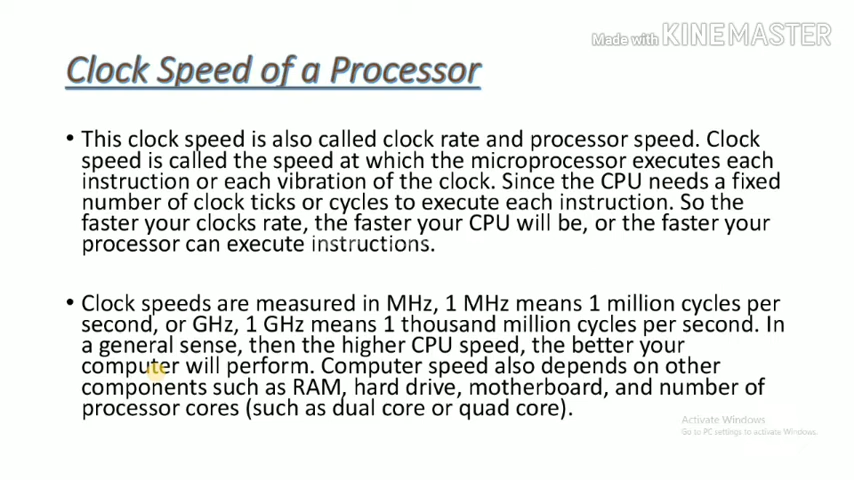 Made with KINEMASTER
Clock Speed of a Processor
• This clock speed is also called clock rate and processor speed. Clock
speed is called the speed at which the microprocessor executes each
instruction or each vibration of the clock. Since the CPU needs a fixed
number of clock ticks or cycles to execute each instruction. So the
faster your clocks rate, the faster your CPU will be, or the faster your
processor can execute instructions.
• Clock speeds are measured in MHz, 1 MHz means 1 million cycles per
second, or GHz, 1 GHz means 1 thousand million cycles per second. In
a general sense, then the higher CPU speed, the better your
computer will perform. Computer speed also depends on other
components such as RAM, hard drive, motherboard, and number of
processor cores (such as dual core or quad core).
Activate Windows
Go to PC settings to activate Windows.